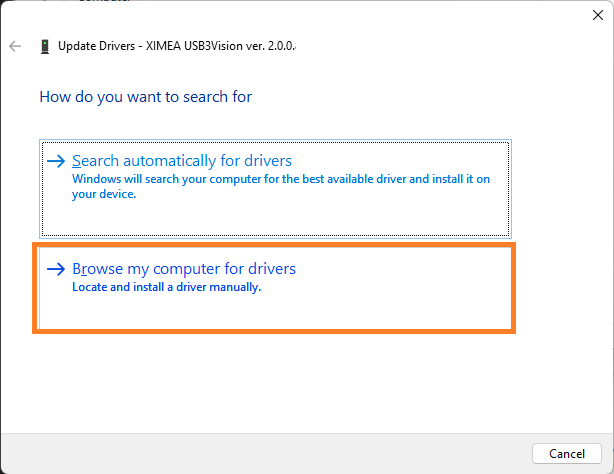 Update Drivers - XIMEA USB3Vision ver. 2.0.0.
How do you want to search for
Search automatically for drivers
Windows will search your computer for the best available driver and install it on
your device.
Browse my computer for drivers
Locate and install a driver manually.
Cancel